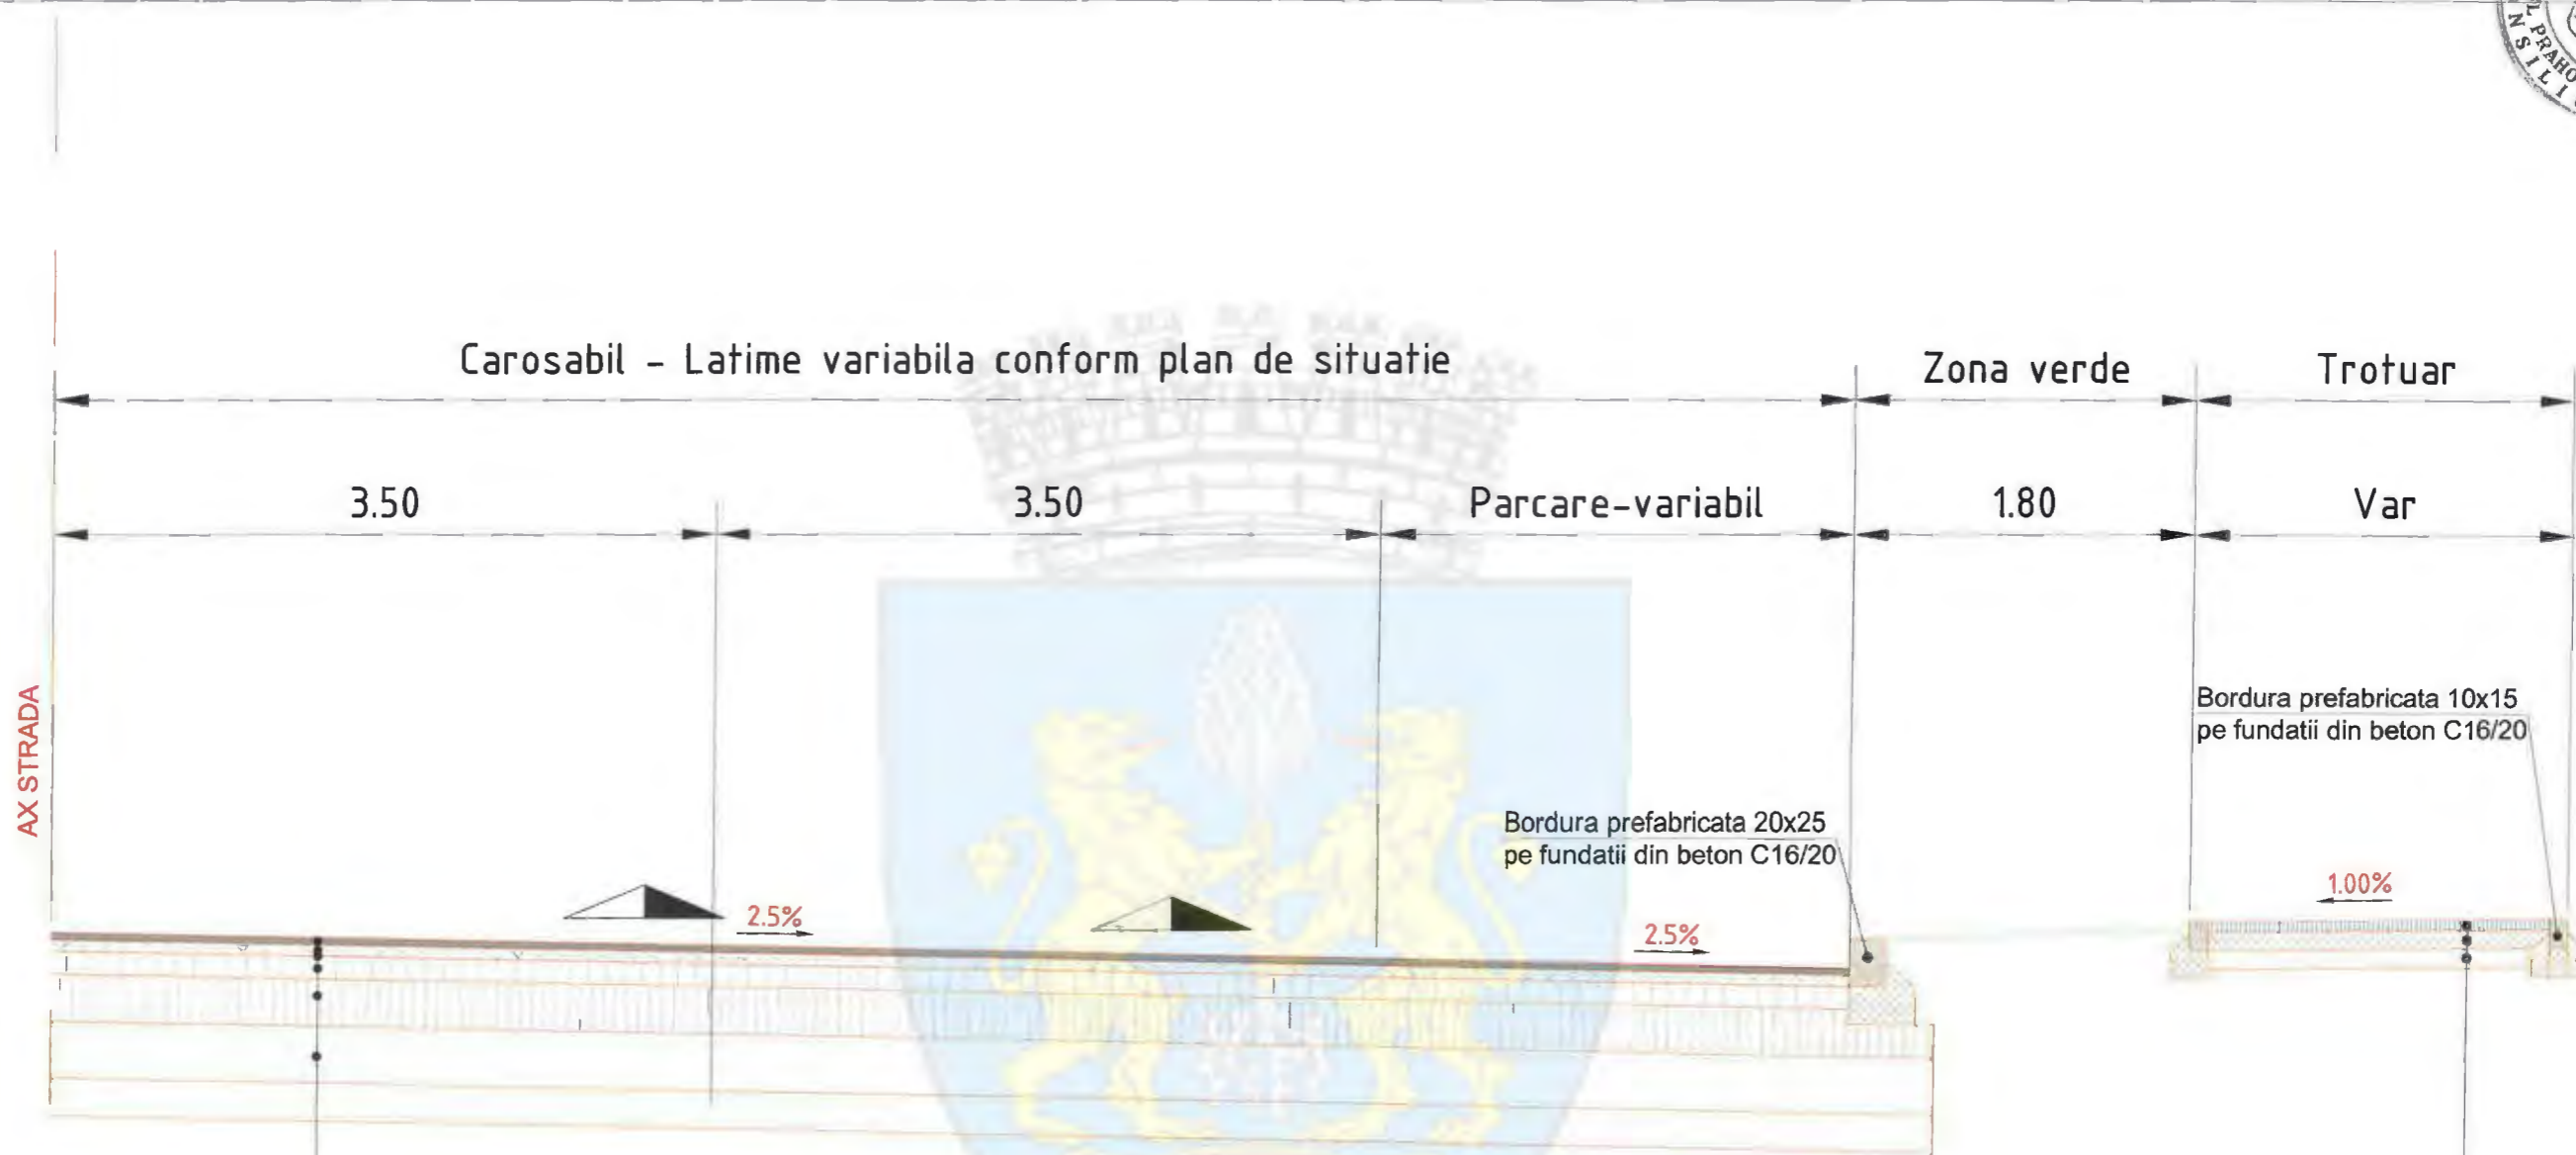 Carosabil - Latime variabila conform plan de situatie
Zona verde
Trotuar
3.50
3.50
Parcare-variabil
1.80
Var
AX STRADA
Bordura prefabricata 10x15
pe fundatii din beton C16/20
Bordura prefabricata 20x25
pe fundatii din beton C16/20
1.00%
2.5%
2.5%